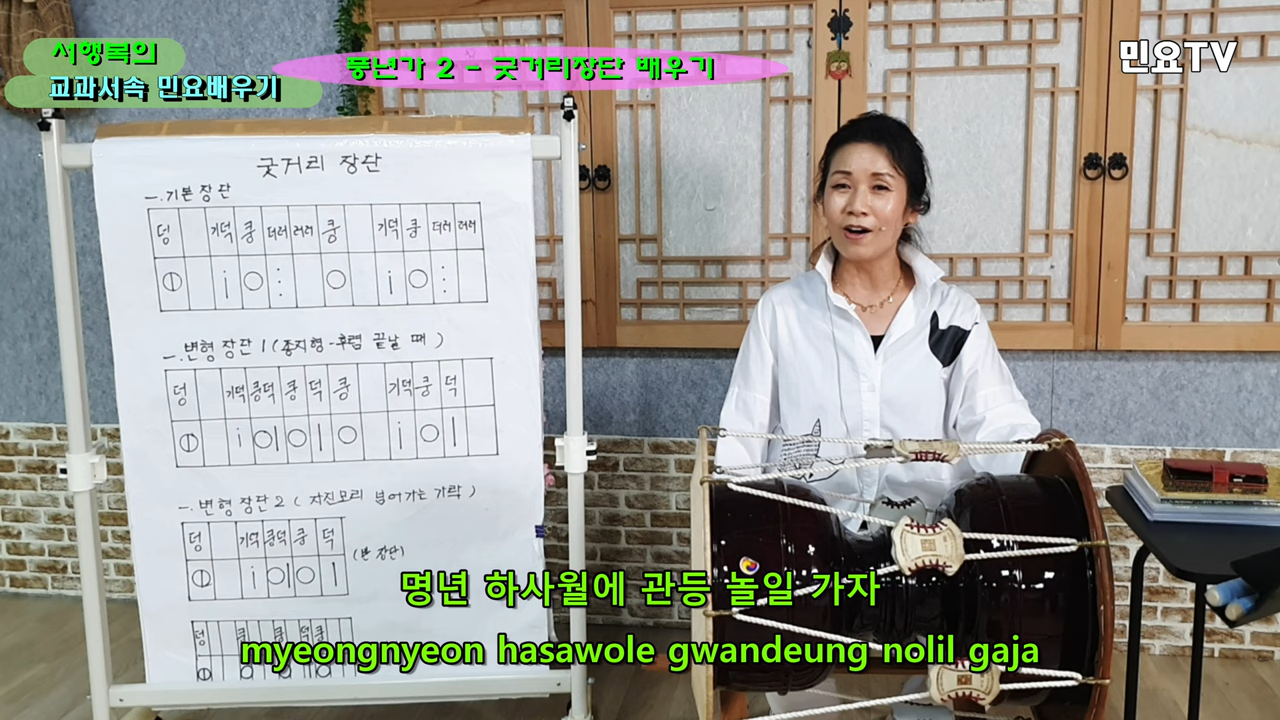 서행복의
교과서속 민요배우기
풍년가 2 - 굿거리장단 배우기
민요TV
굿거리 장단
一. 기본 장단
덩 기덕 쿵 더러 러러 쿵 기덕 쿵 더러 러러
一. 변형 장단 1 (종지형-후렴 끝날 때)
덩 기덕 쿵덕 쿵 덕 쿵 기덕 쿵 덕
一. 변형 장단 2 (자진모리 넘어가는 가락)
덩 기덕 쿵덕 쿵 덕
(반 장단)
덩 쿵 쿵 덕쿵
명년 하사월에 관등 놀일 가자
myeongnyeon hasawole gwandeung nolil gaja